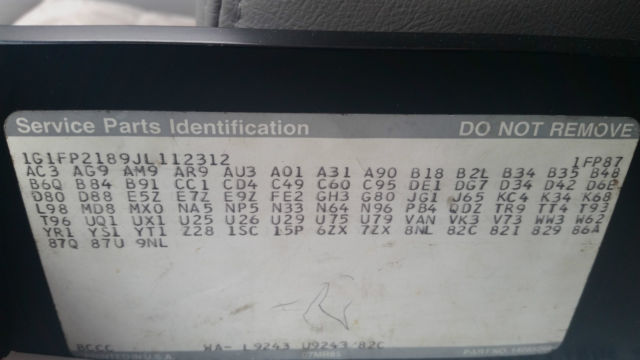 Service Parts Identification DO NOT REMOVE
1G1FP2189JL112312 1FP87
AC3 AG9 AM9 AR9 AU3 A01 A31 A90 B18 B2L B34 B35 B48
B6Q B84 B91 CC1 CD4 C49 C60 C95 DE1 DG7 D34 D42 D6E
D80 D88 E5Z E7Z E9Z FE2 GH3 G80 JG1 J65 KC4 K34 K68
L98 MD8 MX0 NA5 NP5 N33 N64 N96 PB4 QDZ TR9 TT4 T93
T96 UQ1 UX1 U25 U26 U29 U75 U79 VAN VK3 V73 WW3 W62
YR1 YS1 YT1 Z28 1SC 15P 6ZX 7ZX 8NL 82C 82I 829 86A
87Q 87U 9NL
BCCC WA- L9243 U9243 82C
U.S.A.